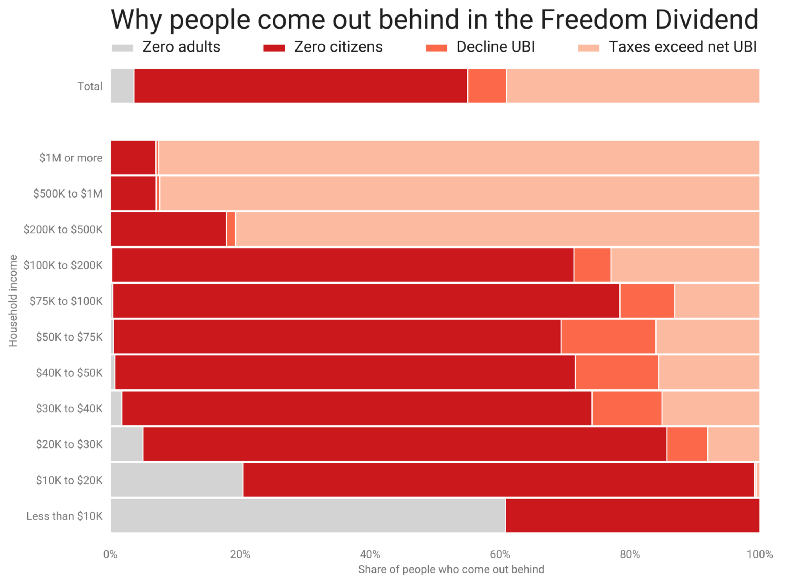 Why people come out behind in the Freedom Dividend
Zero adults Zero citizens Decline UBI Taxes exceed net UBI
Total
$1M or more
$500K to $1M
$200K to $500K
$100K to $200K
$75K to $100K
$50K to $75K
$40K to $50K
$30K to $40K
$20K to $30K
$10K to $20K
Less than $10K
Household income
0% 20% 40% 60% 80% 100%
Share of people who come out behind